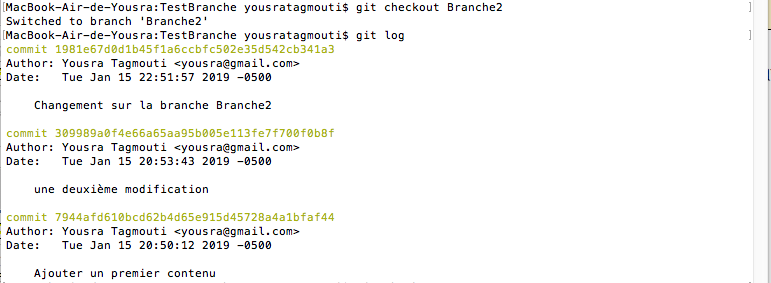 [MacBook-Air-de-Yousra:TestBranche yousratagmouti$ git checkout Branche2 ]
Switched to branch 'Branche2'
[MacBook-Air-de-Yousra:TestBranche yousratagmouti$ git log ]
commit 1981e67d0d1b45f1a6ccbfc502e35d542cb341a3
Author: Yousra Tagmouti <yousra@gmail.com>
Date:   Tue Jan 15 22:51:57 2019 -0500
Changement sur la branche Branche2
commit 309989a0f4e66a65aa95b005e113fe7f700f0b8f
Author: Yousra Tagmouti <yousra@gmail.com>
Date:   Tue Jan 15 20:53:43 2019 -0500
une deuxième modification
commit 7944afd610bcd62b4d65e915d45728a4a1bfaf44
Author: Yousra Tagmouti <yousra@gmail.com>
Date:   Tue Jan 15 20:50:12 2019 -0500
Ajouter un premier contenu